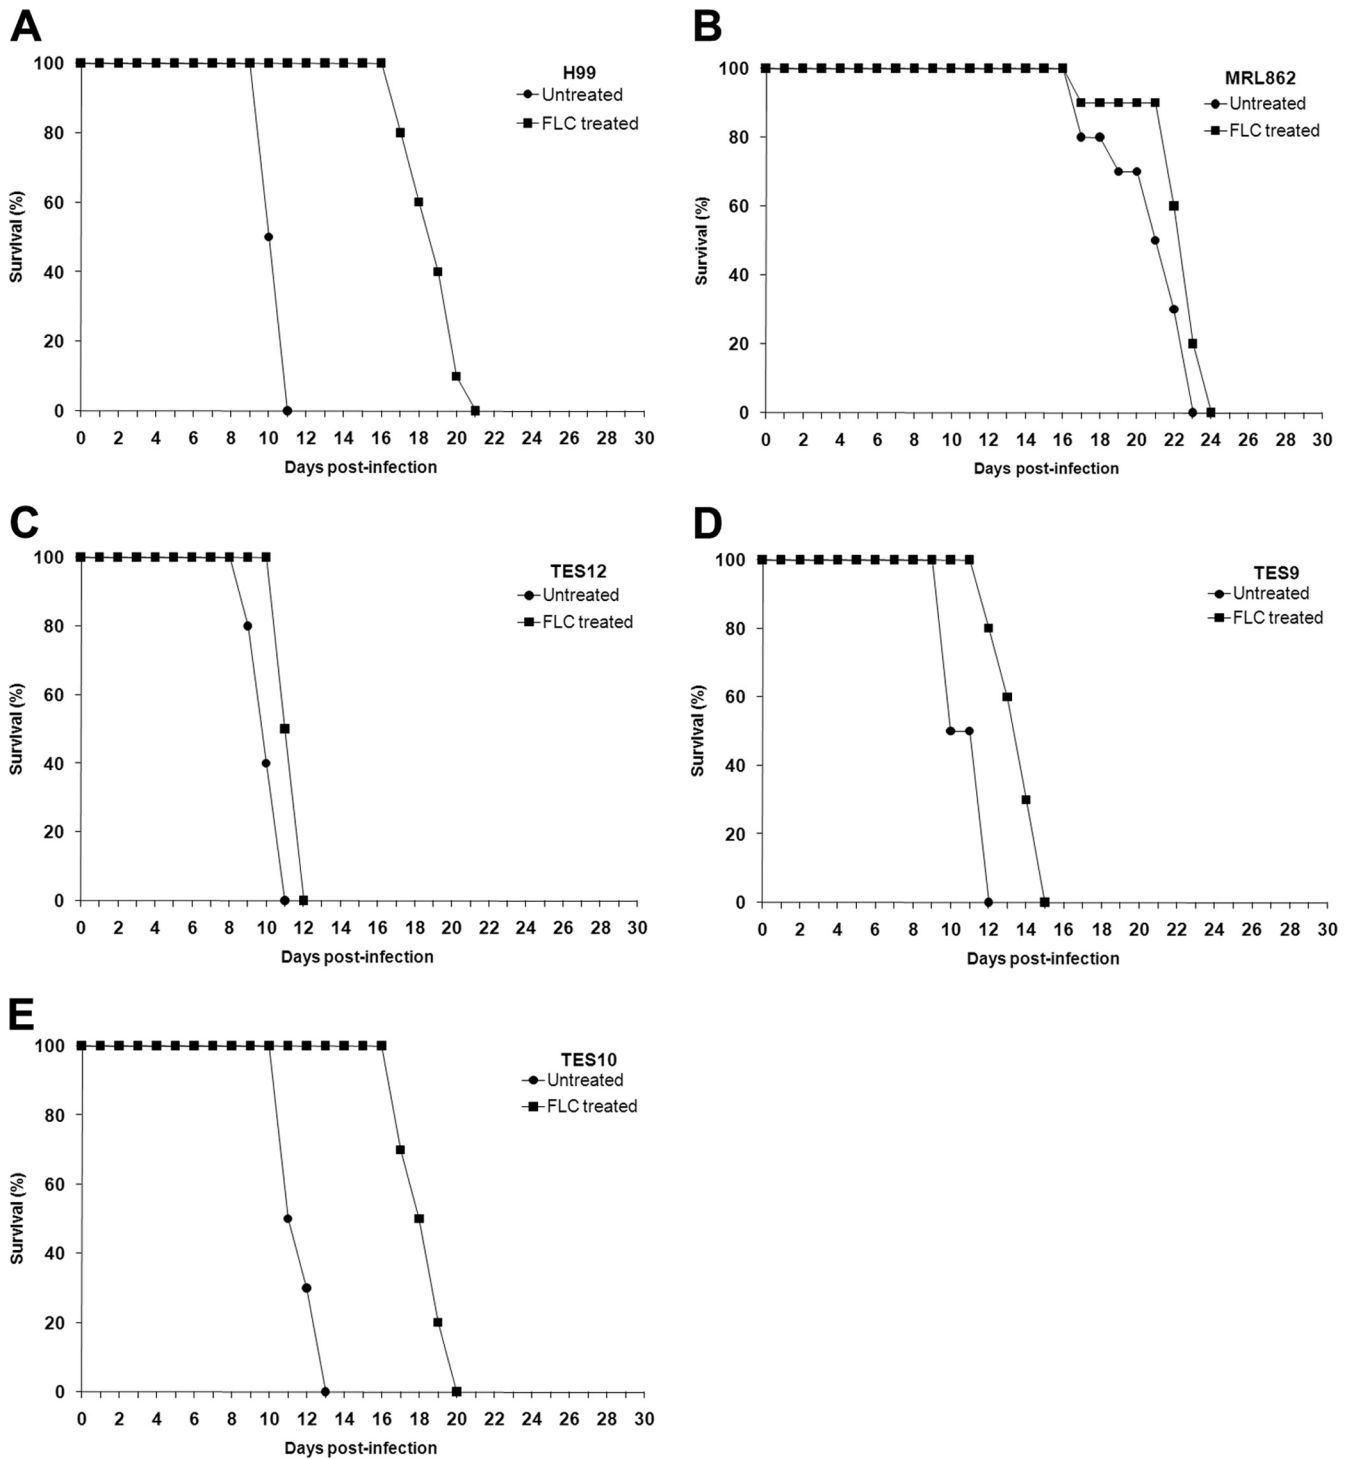 A
H99
Untreated
FLC treated
100
80
60
40
20
0
Survival (%)
0 2 4 6 8 10 12 14 16 18 20 22 24 26 28 30
Days post-infection
B
MRL862
Untreated
FLC treated
100
80
60
40
20
0
Survival (%)
0 2 4 6 8 10 12 14 16 18 20 22 24 26 28 30
Days post-infection
C
TES12
Untreated
FLC treated
100
80
60
40
20
0
Survival (%)
0 2 4 6 8 10 12 14 16 18 20 22 24 26 28 30
Days post-infection
D
TES9
Untreated
FLC treated
100
80
60
40
20
0
Survival (%)
0 2 4 6 8 10 12 14 16 18 20 22 24 26 28 30
Days post-infection
E
TES10
Untreated
FLC treated
100
80
60
40
20
0
Survival (%)
0 2 4 6 8 10 12 14 16 18 20 22 24 26 28 30
Days post-infection